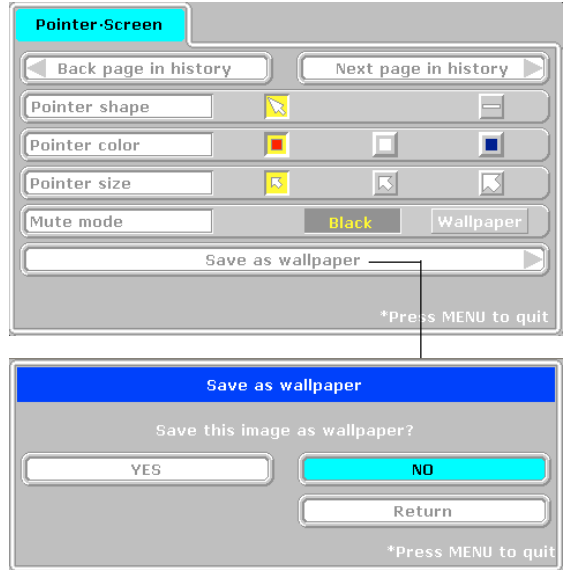 Pointer·Screen
Back page in history
Next page in history
Pointer shape
Pointer color
Pointer size
Mute mode
Black
Wallpaper
Save as wallpaper
*Press MENU to quit
Save as wallpaper
Save this image as wallpaper?
YES
NO
Return
*Press MENU to quit